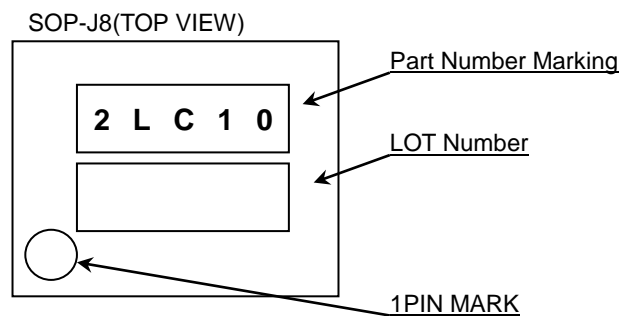 SOP-J8(TOP VIEW)
Part Number Marking
2 L C 1 0
LOT Number
1PIN MARK